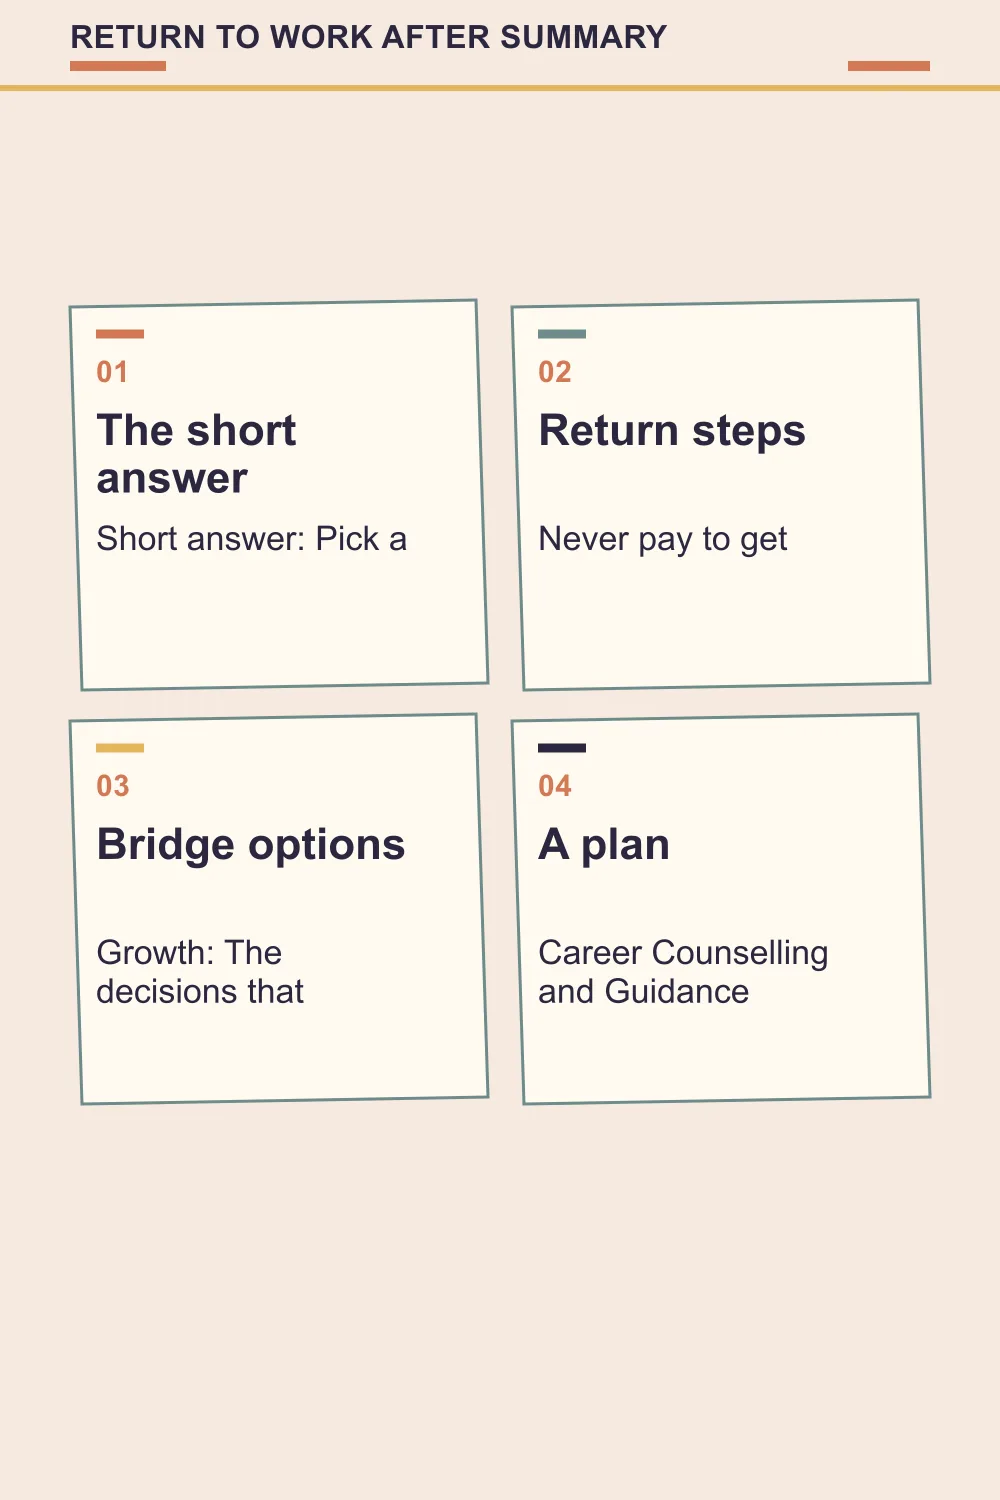 RETURN TO WORK AFTER SUMMARY
01
The short
answer
Short answer: Pick a
02
Return steps
Never pay to get
03
Bridge options
Growth: The
decisions that
04
A plan
Career Counselling
and Guidance